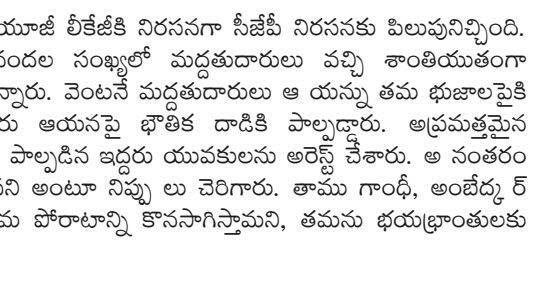 యూజీ లీకేజీకి నిరసనగా సీజేపీ నిరసనకు పిలుపునిచ్చింది.
వందల సంఖ్యలో మద్దతుదారులు వచ్చి శాంతియుతంగా
న్నారు. వెంటనే మద్దతుదారులు ఆ యన్ను తమ భుజాలపైకి
రు ఆయనపై భౌతిక దాడికి పాల్పడ్డారు. అప్రమత్తమైన
పాల్పడిన ఇద్దరు యువకులను అరెస్ట్ చేశారు. అ నంతరం
అంటూ నిప్పు లు చెరిగారు. తాము గాంధీ, అంబేద్క ర్
పోరాటాన్ని కొనసాగిస్తామని, తమను భయభ్రాంతులకు